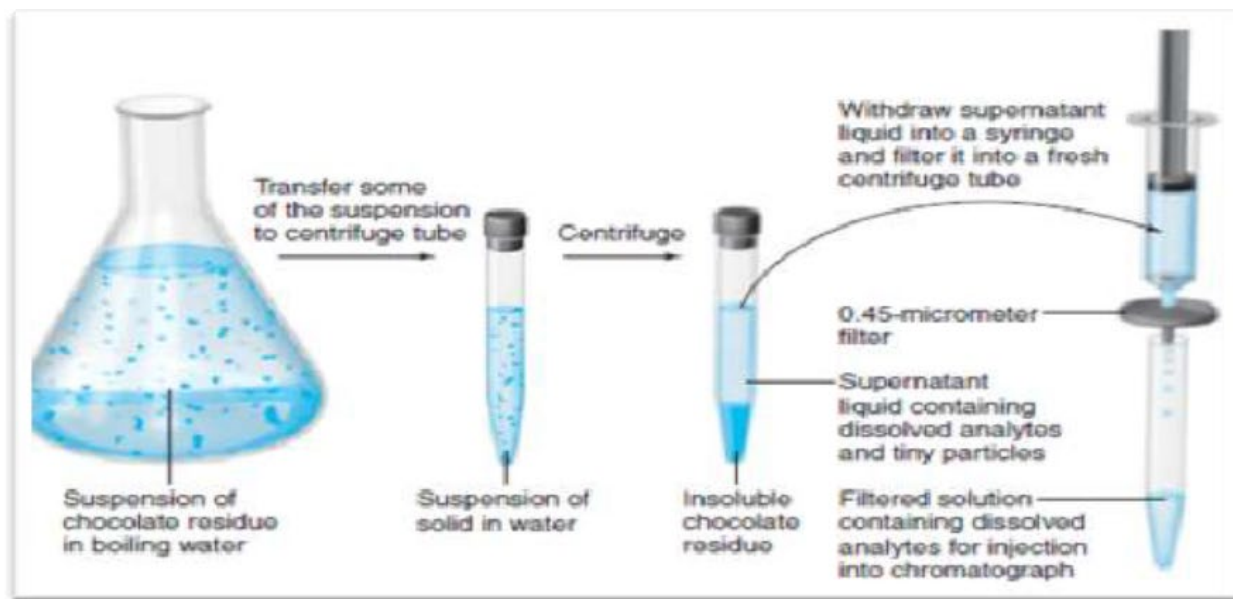 Transfer some
of the suspension
to centrifuge tube
Centrifuge
Withdraw supernatant
liquid into a syringe
and filter it into a fresh
centrifuge tube
0.45-micrometer
filter
Supernatant
liquid containing
dissolved analytes
and tiny particles
Suspension of
chocolate residue
in boiling water
Suspension of
solid in water
Insoluble
chocolate
residue
Filtered solution
containing dissolved
analytes for injection
into chromatograph